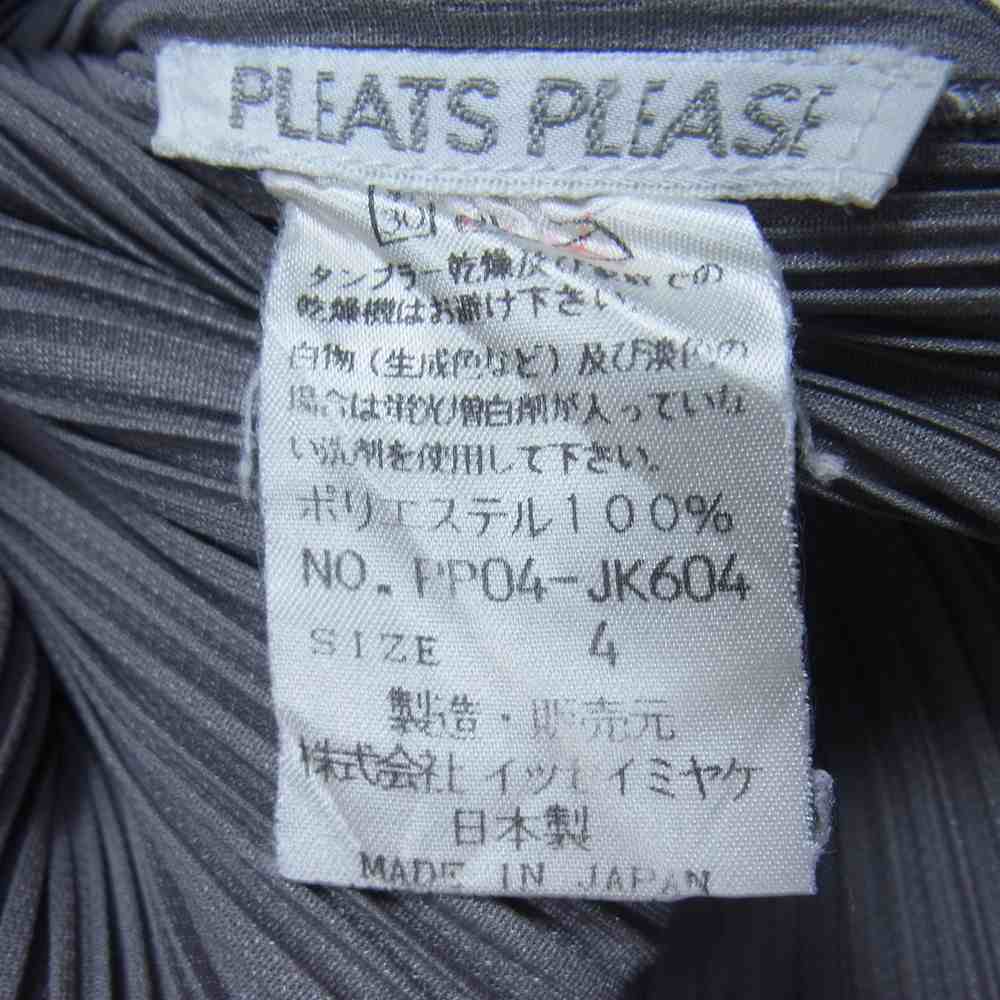 PLEATS PLEASE
30
タンブラー乾燥及び の
乾燥機はお避け下さい。
白物（生成色など）及び淡色の
場合は蛍光増白剤が入っていな
い洗剤を使用して下さい。
ポリエステル100%
NO. PP04-JK604
SIZE 4
製造・販売元
株式会社イッセイミヤケ
日本製
MADE IN JAPAN